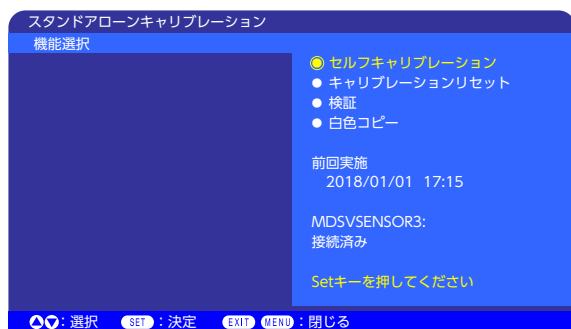 スタンドアローンキャリブレーション
機能選択
セルフキャリブレーション
キャリブレーションリセット
検証
白色コピー
前回実施
2018/01/01 17:15
MDSVSENSOR3:
接続済み
Setキーを押してください
:選択 SET:決定 EXIT MENU:閉じる